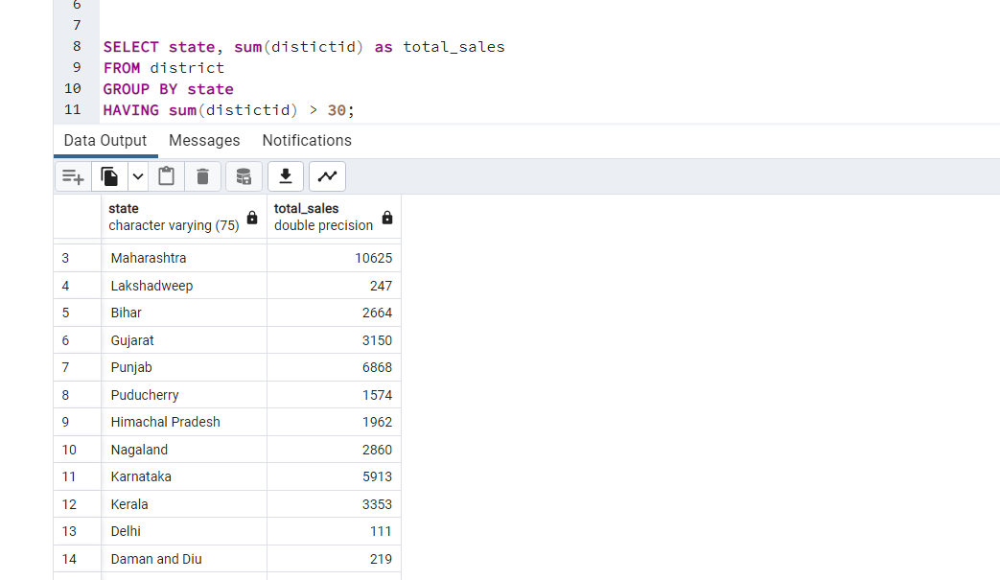 6
7
8 SELECT state, sum(distictid) as total_sales
9 FROM district
10 GROUP BY state
11 HAVING sum(distictid) > 30;
Data Output Messages Notifications
state total_sales
character varying (75) double precision
3 Maharashtra 10625
4 Lakshadweep 247
5 Bihar 2664
6 Gujarat 3150
7 Punjab 6868
8 Puducherry 1574
9 Himachal Pradesh 1962
10 Nagaland 2860
11 Karnataka 5913
12 Kerala 3353
13 Delhi 111
14 Daman and Diu 219